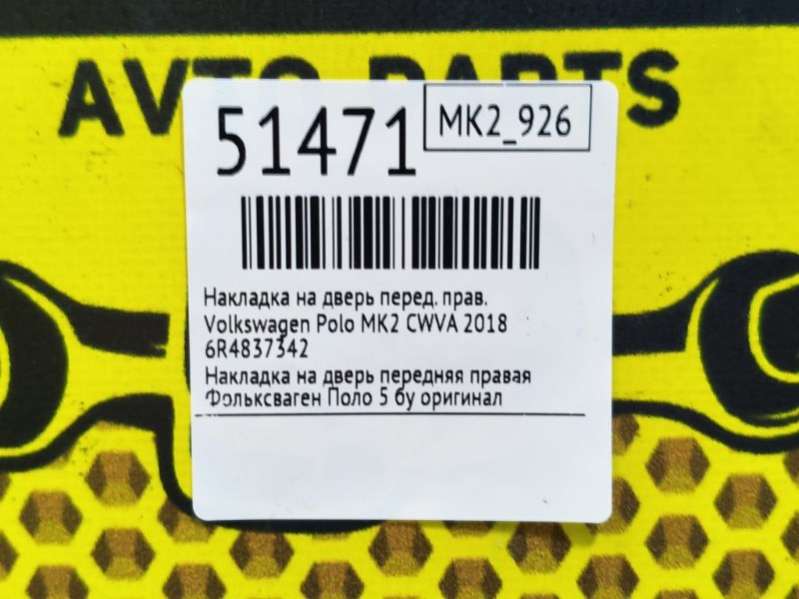 AVTO PARTS
51471
MK2_926
Накладка на дверь перед. прав.
Volkswagen Polo MK2 CWVA 2018
6R4837342
Накладка на дверь передняя правая
Фольксваген Поло 5 бу оригинал